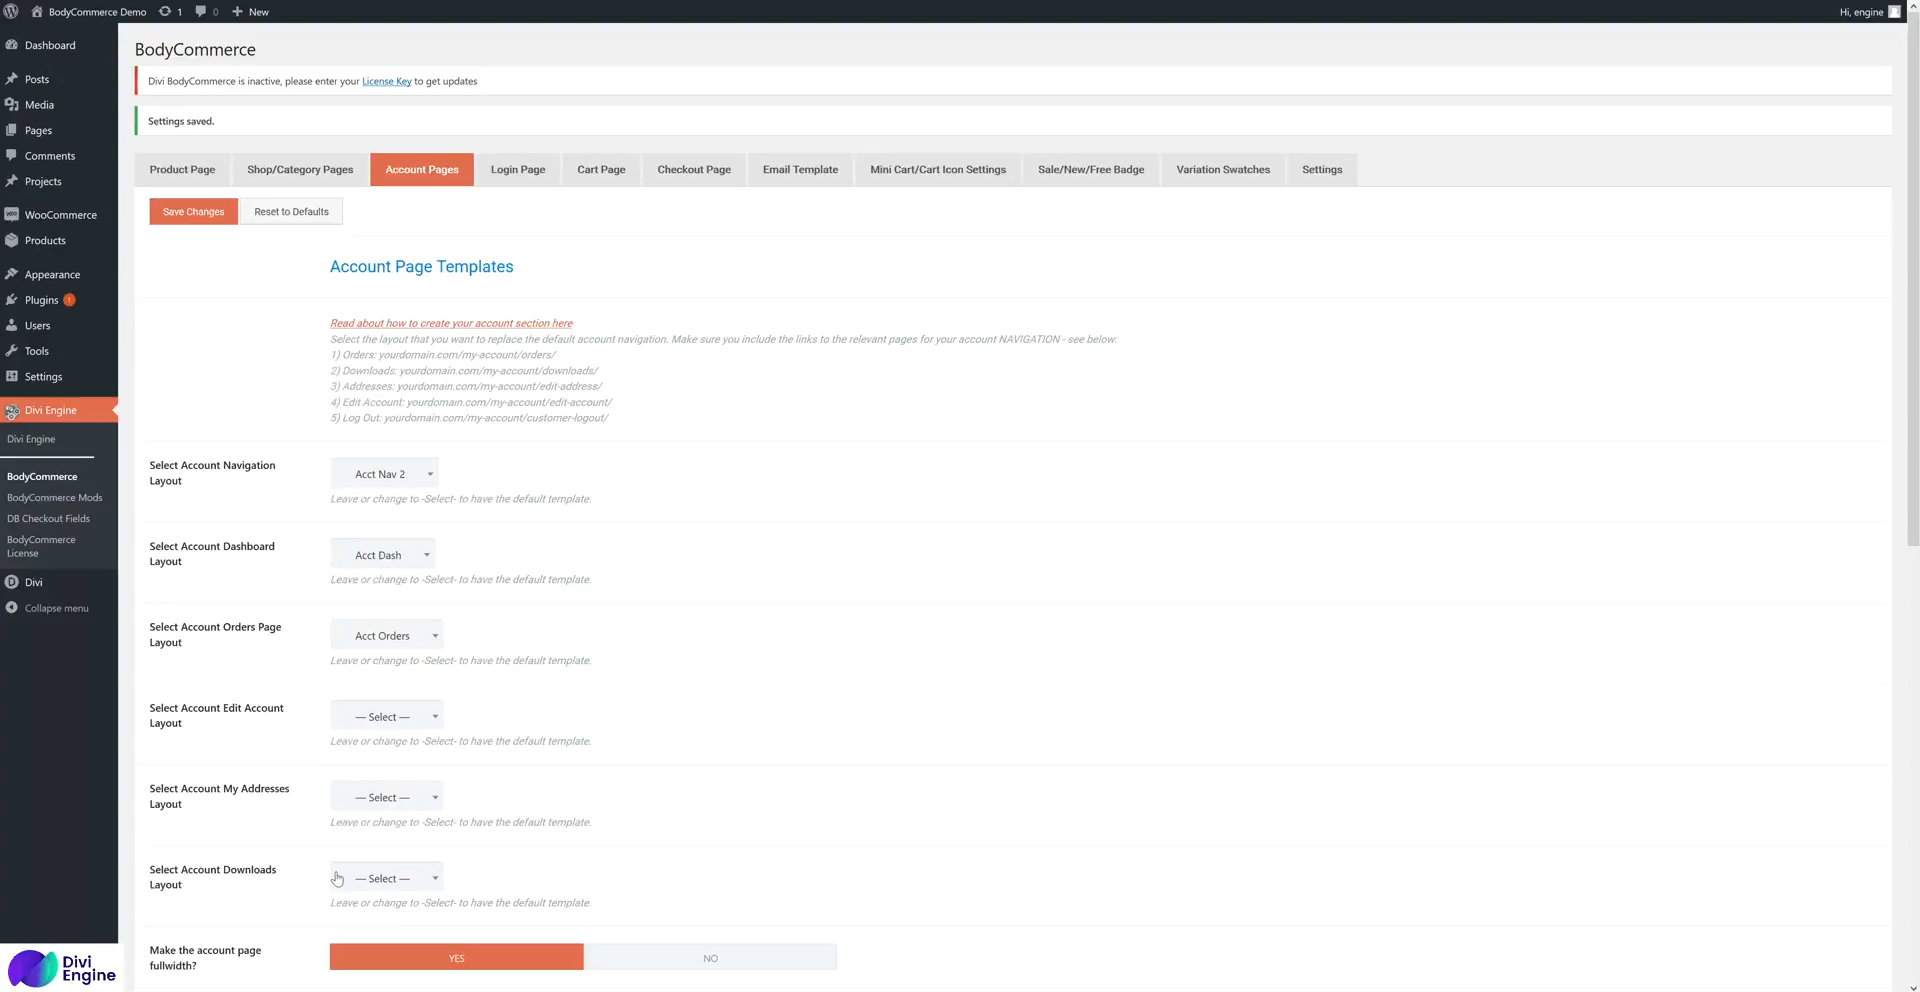 BodyCommerce Demo 1 0 New Hi, engine
Dashboard
Posts
Media
Pages
Comments
Projects
WooCommerce
Products
Appearance
Plugins 1
Users
Tools
Settings
Divi Engine
Divi Engine
BodyCommerce
BodyCommerce Mods
DB Checkout Fields
BodyCommerce
License
Divi
Collapse menu
Divi
Engine
BodyCommerce
Divi BodyCommerce is inactive, please enter your License Key to get updates
Settings saved.
Product Page Shop/Category Pages Account Pages Login Page Cart Page Checkout Page Email Template Mini Cart/Cart Icon Settings Sale/New/Free Badge Variation Swatches Settings
Save Changes Reset to Defaults
Account Page Templates
Read about how to create your account section here
Select the layout that you want to replace the default account navigation. Make sure you include the links to the relevant pages for your account NAVIGATION - see below:
1) Orders: yourdomain.com/my-account/orders/
2) Downloads: yourdomain.com/my-account/downloads/
3) Addresses: yourdomain.com/my-account/edit-address/
4) Edit Account: yourdomain.com/my-account/edit-account/
5) Log Out: yourdomain.com/my-account/customer-logout/
Select Account Navigation
Layout
Acct Nav 2
Leave or change to -Select- to have the default template.
Select Account Dashboard
Layout
Acct Dash
Leave or change to -Select- to have the default template.
Select Account Orders Page
Layout
Acct Orders
Leave or change to -Select- to have the default template.
Select Account Edit Account
Layout
— Select —
Leave or change to -Select- to have the default template.
Select Account My Addresses
Layout
— Select —
Leave or change to -Select- to have the default template.
Select Account Downloads
Layout
— Select —
Leave or change to -Select- to have the default template.
Make the account page
fullwidth?
YES NO